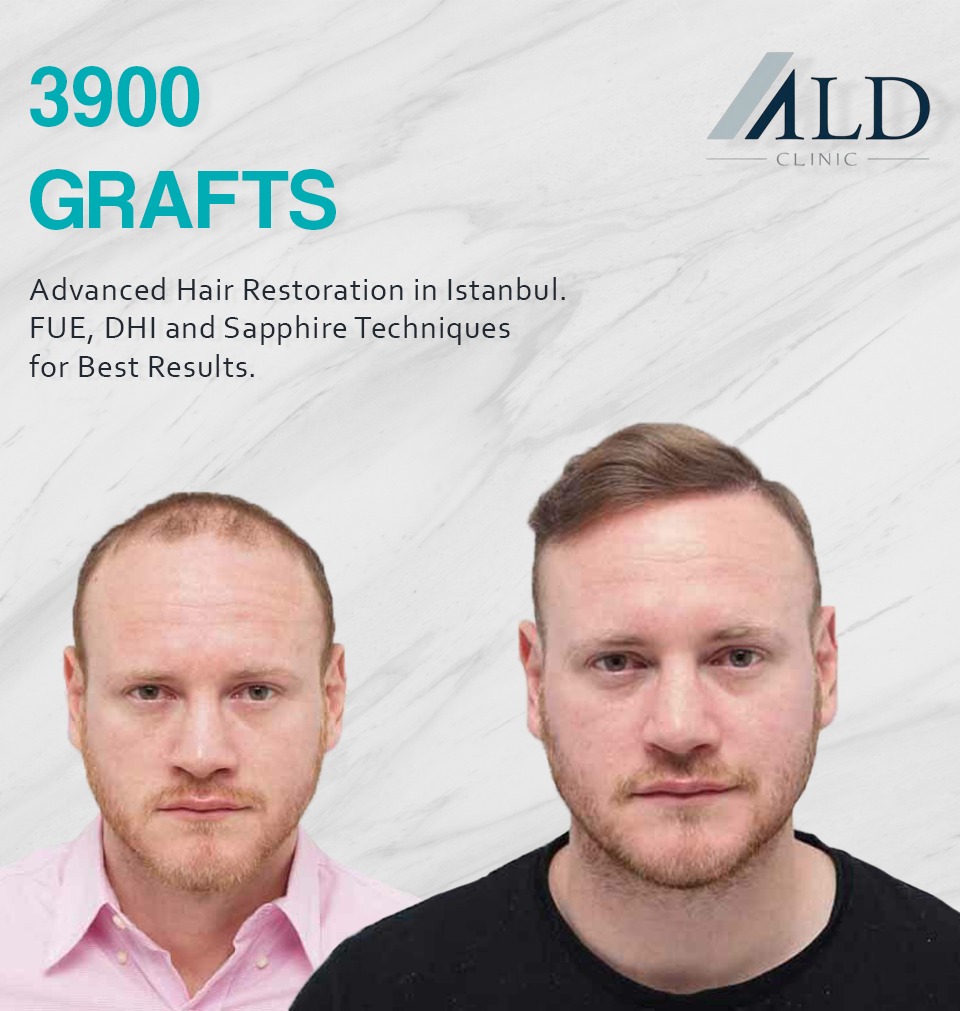 3900
GRAFTS
ALD
CLINIC
Advanced Hair Restoration in Istanbul.
FUE, DHI and Sapphire Techniques
for Best Results.